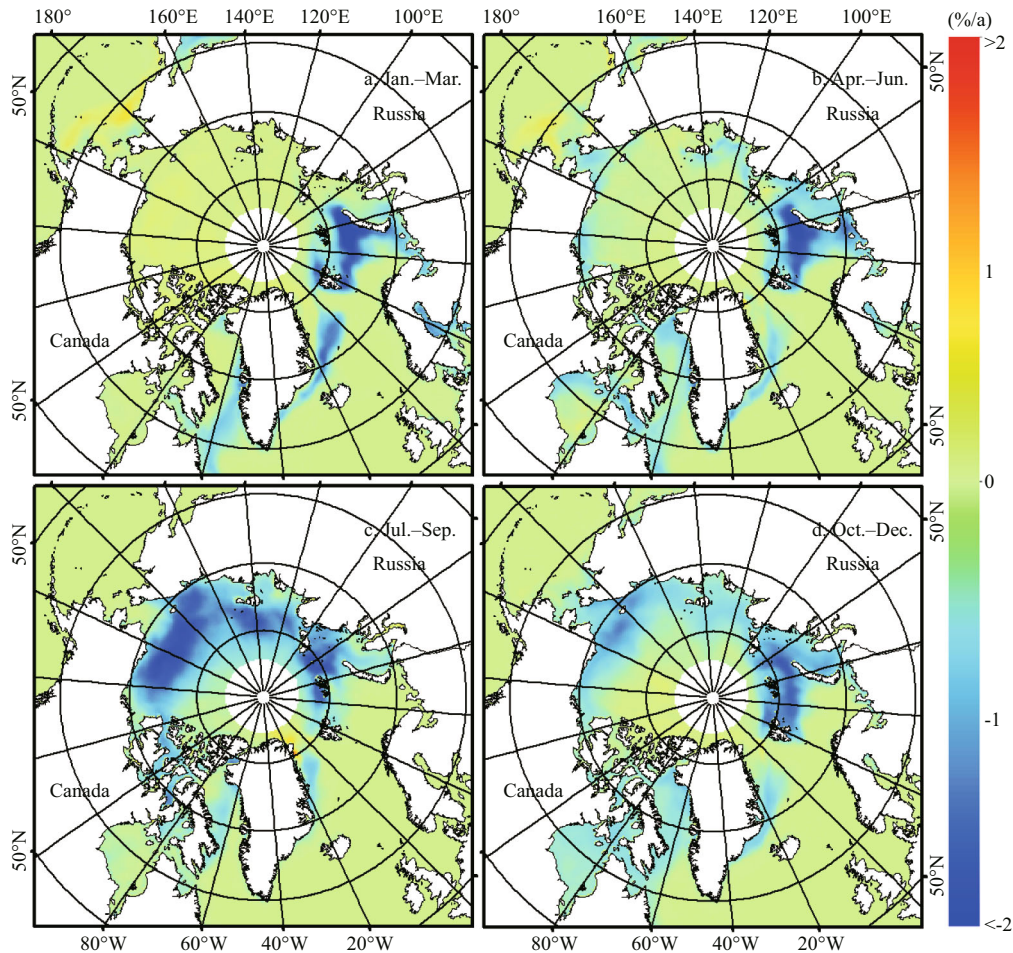 180° 160°E 140°E 120°E 100°E
180° 160°E 140°E 120°E 100°E
(%/a)
>2
1
0
-1
<-2
50°N
50°N
a. Jan.–Mar.
Russia
Canada
b. Apr.–Jun.
Russia
Canada
50°N
50°N
50°N
50°N
c. Jul.–Sep.
Russia
Canada
d. Oct.–Dec.
Russia
Canada
50°N
50°N
80°W 60°W 40°W 20°W
80°W 60°W 40°W 20°W